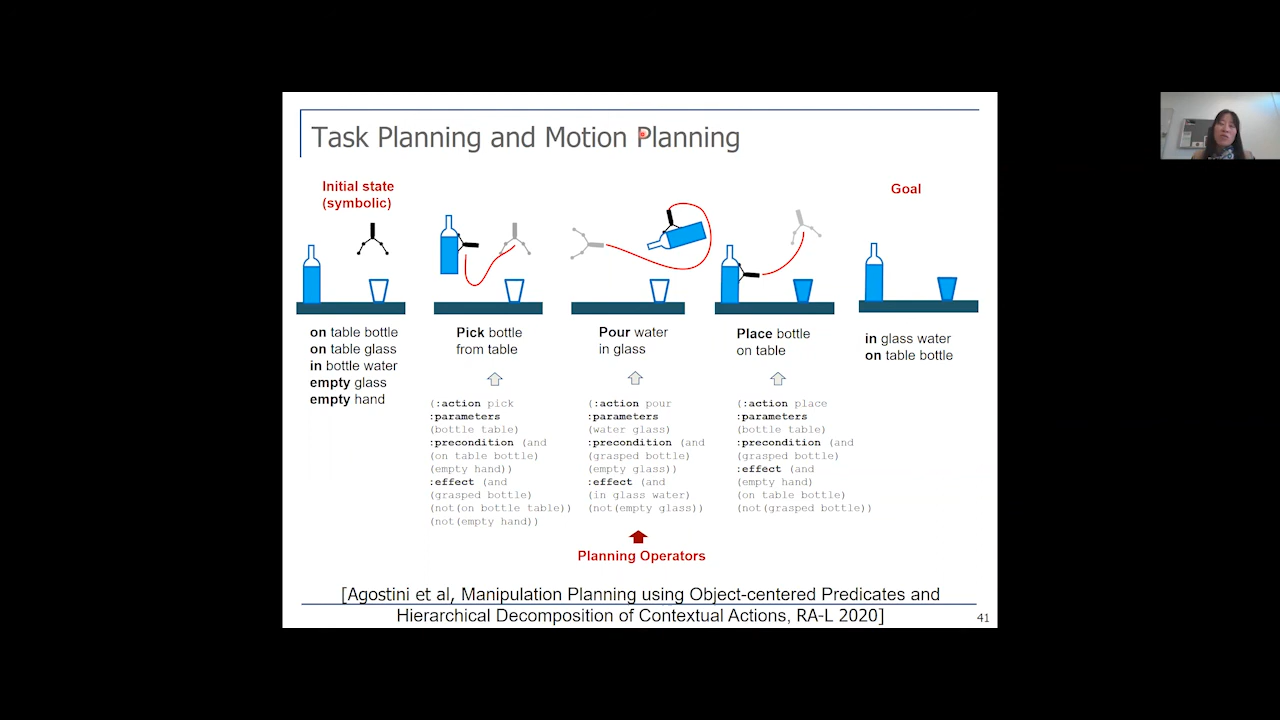 Task Planning and Motion Planning
Initial state
(symbolic)
Goal
on table bottle
on table glass
in bottle water
empty glass
empty hand
Pick bottle
from table
Pour water
in glass
Place bottle
on table
in glass water
on table bottle
(:action pick
:parameters
(bottle table)
:precondition (and
(on table bottle)
(empty hand))
:effect (and
(grasped bottle)
(not(on bottle table))
(not(empty hand))
(:action pour
:parameters
(water glass)
:precondition (and
(grasped bottle)
(empty glass))
:effect (and
(in glass water)
(not(empty glass))
(:action place
:parameters
(bottle table)
:precondition (and
(grasped bottle)
:effect (and
(empty hand)
(on table bottle)
(not(grasped bottle))
Planning Operators
[Agostini et al, Manipulation Planning using Object-centered Predicates and
Hierarchical Decomposition of Contextual Actions, RA-L 2020]
41